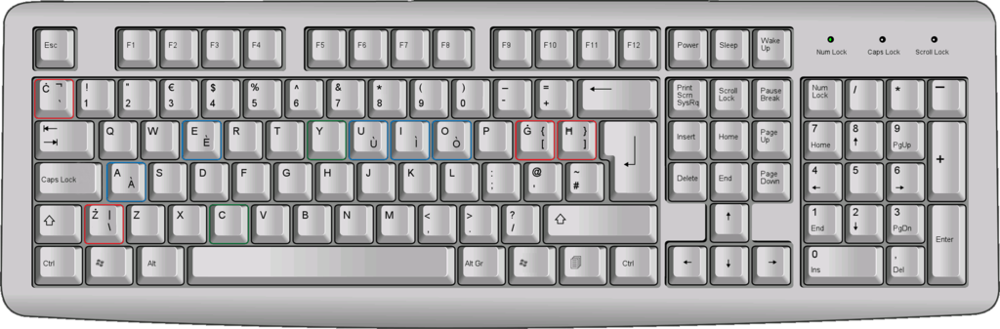 Esc F1 F2 F3 F4 F5 F6 F7 F8 F9 F10 F11 F12 Power Sleep Wake Up
Num Lock Caps Lock Scroll Lock
Ċ ¬ ` ! 1 " 2 € 3 $ 4 % 5 ^ 6 & 7 * 8 ( 9 ) 0 _ - + = Print Scrn SysRq Scroll Lock Pause Break Num Lock / * −
Q W E È R T Y U Ù I Ì O Ò P Ġ { [ Ħ } ] Insert Home Page Up 7 Home 8 9 PgUp +
Caps Lock A À S D F G H J K L : ; @ ' ~ # Delete End Page Down 4 5 6
Ż | \ Z X C V B N M < , > . ? / 1 End 2 3 PgDn Enter
Ctrl Alt Alt Gr Ctrl 0 Ins . Del